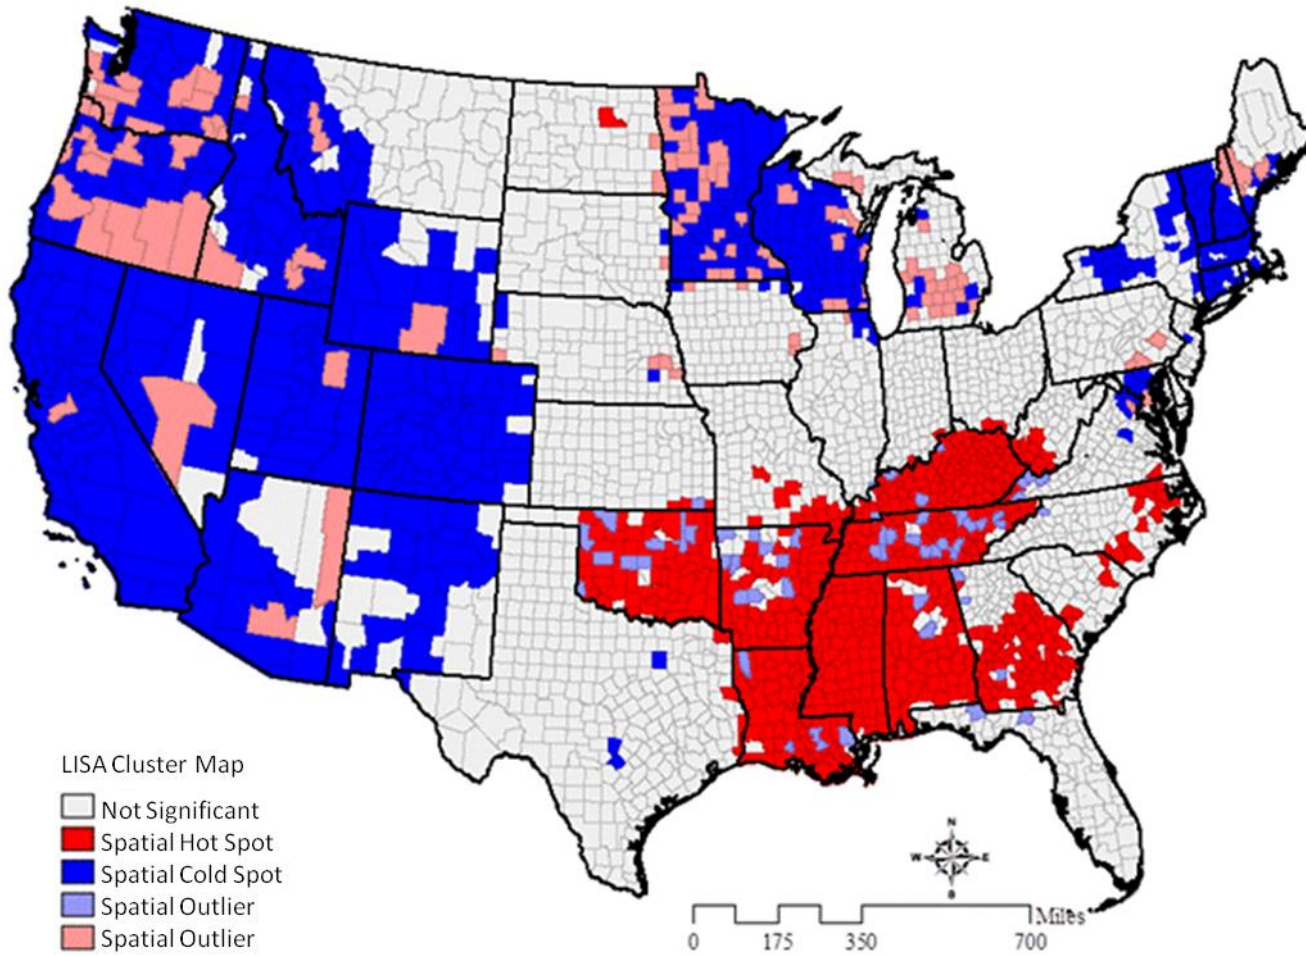 LISA Cluster Map
Not Significant
Spatial Hot Spot
Spatial Cold Spot
Spatial Outlier
Spatial Outlier
N
W E
S
Miles
0 175 350 700